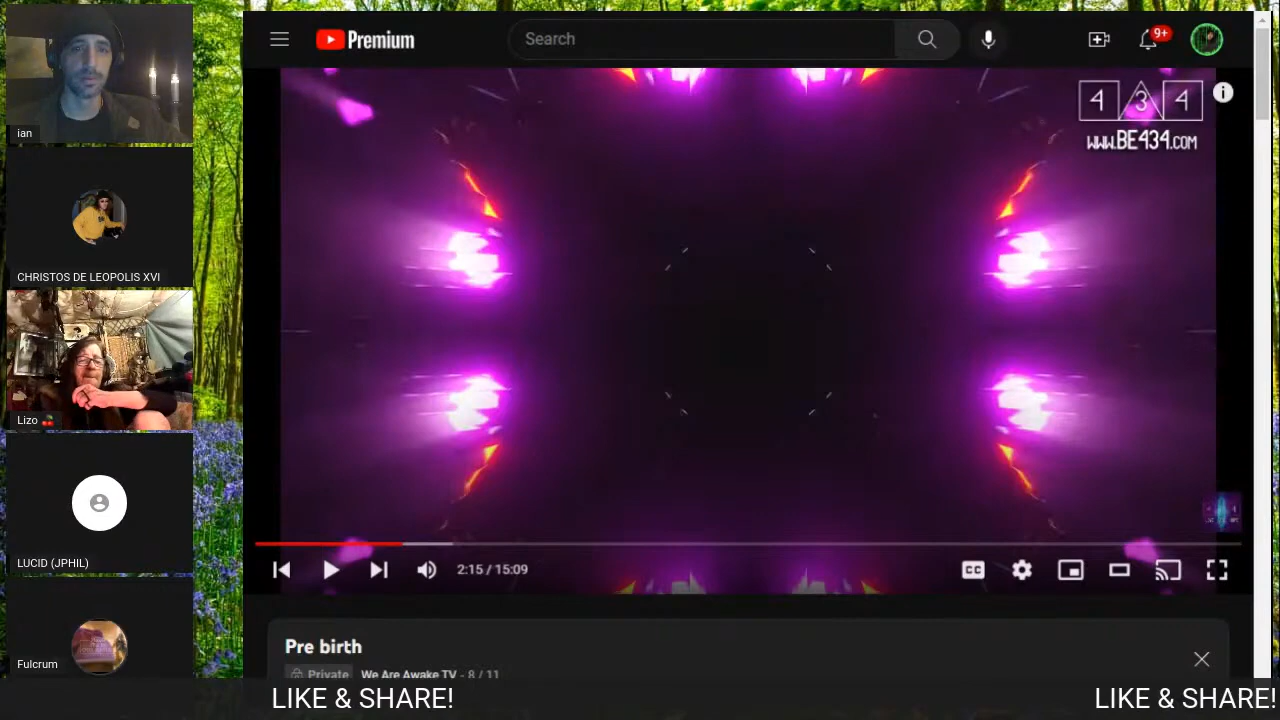 ian
CHRISTOS DE LEOPOLIS XVI
Lizo
LUCID (JPHIL)
Fulcrum
Premium
Search
9+
4 3 4
www.BE434.com
2:15 / 15:09
CC
Pre birth
Private We Are Awake TV - 8 / 11
LIKE & SHARE!
LIKE & SHARE!